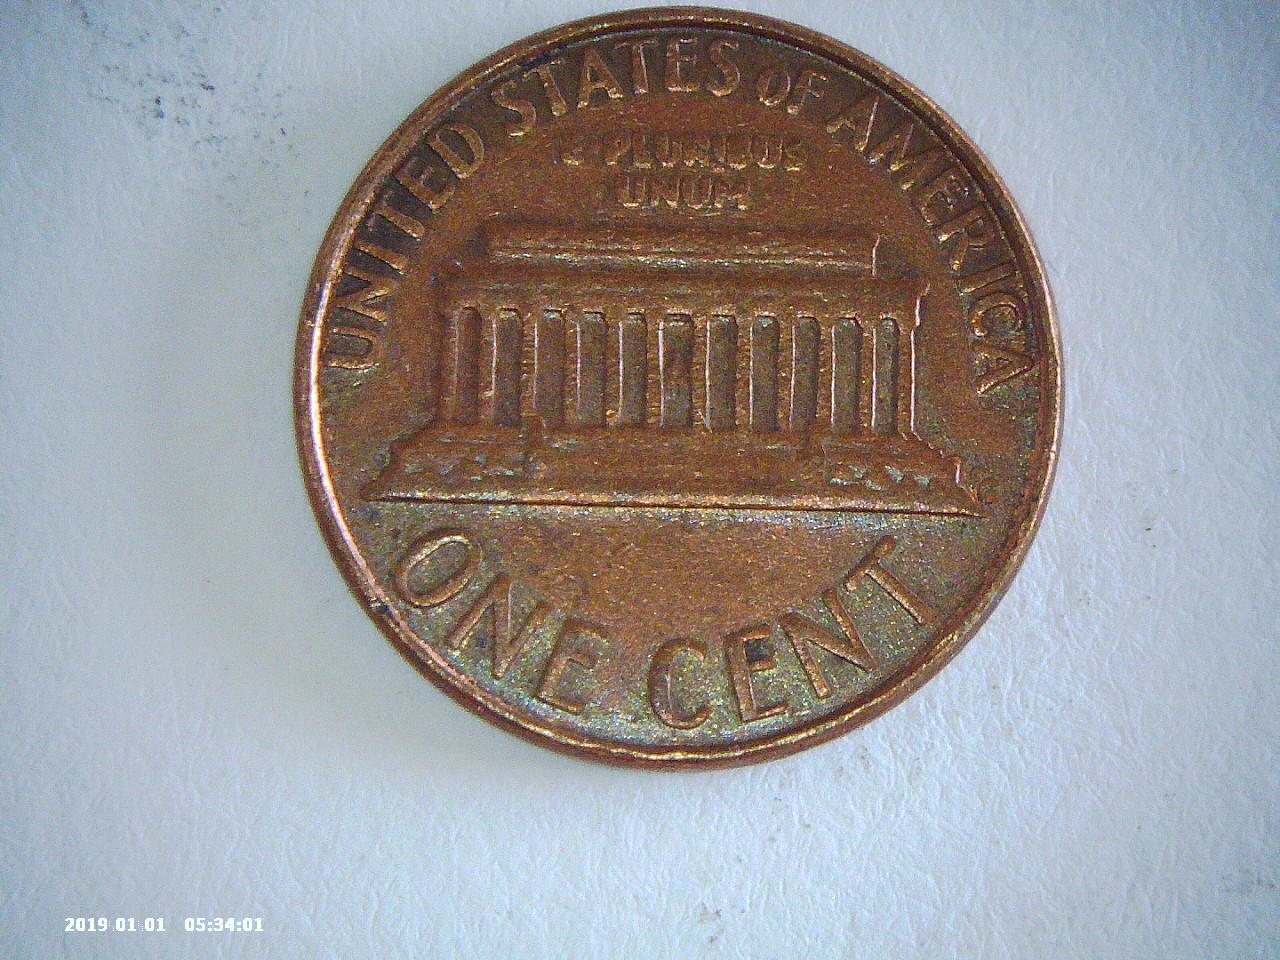 UNITED STATES OF AMERICA
E PLURIBUS
UNUM
ONE CENT
2019 01 01 05:34:01